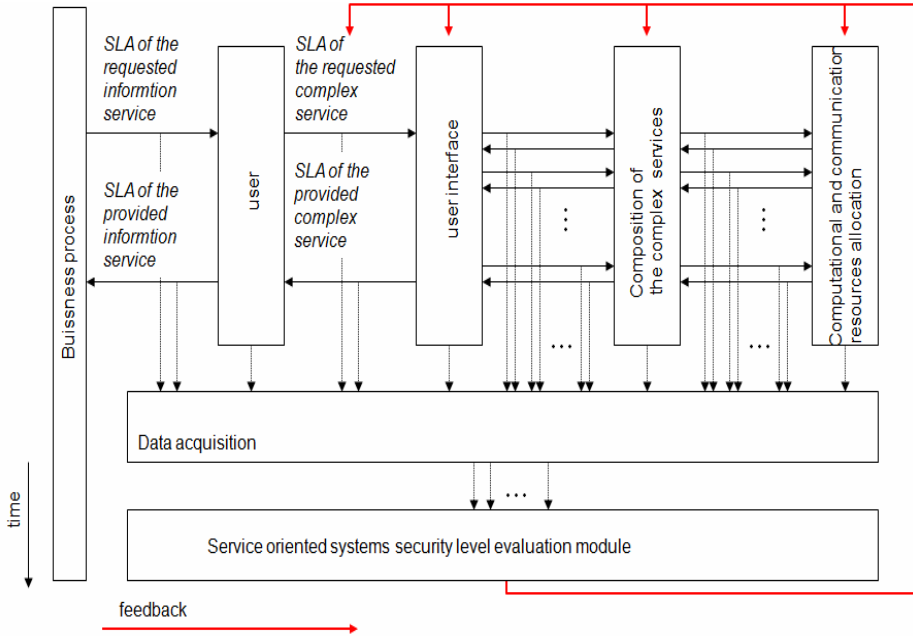 SLA of the
requested
informtion
service
SLA of
the requested
complex
service
SLA of the
provided
informtion
service
SLA of the
provided
complex
service
Buissness process
user
user interface
Composition of
the complex services
Computational and communication
resources allocation
Data acquisition
Service oriented systems security level evaluation module
time
feedback